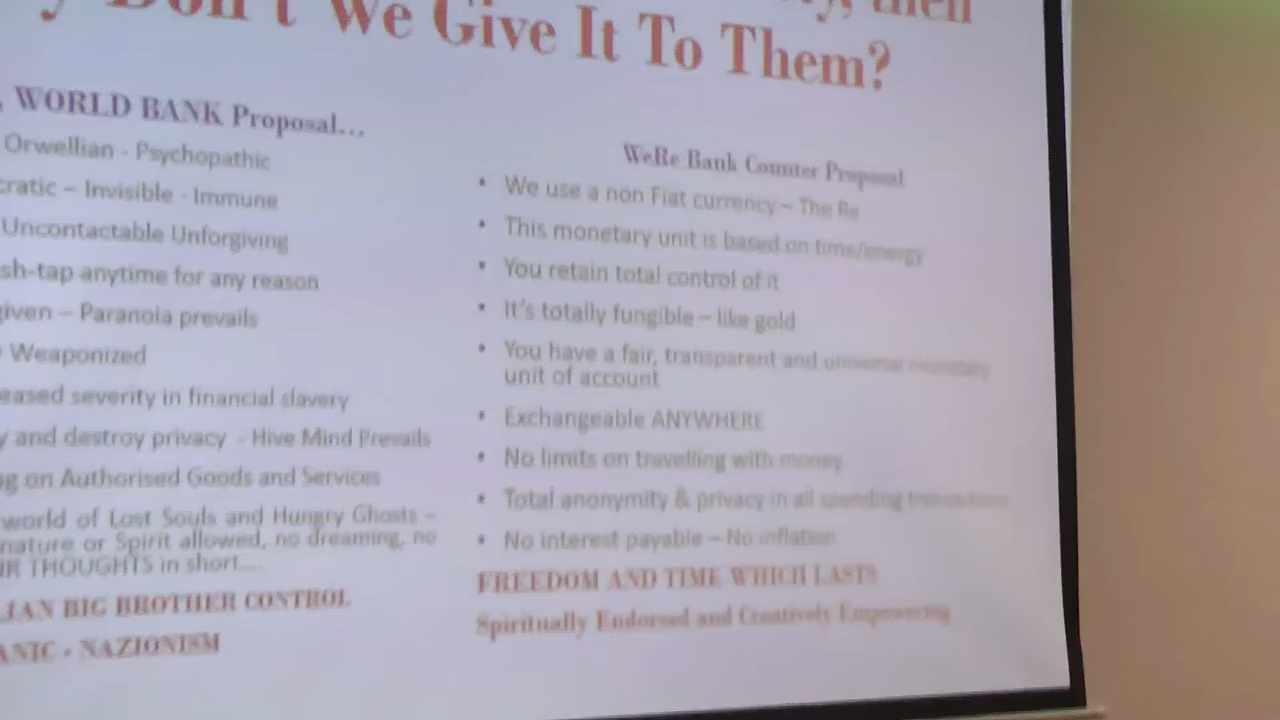 Don't We Give It To Them?
WORLD BANK Proposal...
Orwellian - Psychopathic
cratic – Invisible - Immune
Uncontactable Unforgiving
sh-tap anytime for any reason
given – Paranoia prevails
Weaponized
eased severity in financial slavery
y and destroy privacy - Hive Mind Prevails
ng on Authorised Goods and Services
world of Lost Souls and Hungry Ghosts –
nature or Spirit allowed, no dreaming, no
UR THOUGHTS in short....
LIAN BIG BROTHER CONTROL
ANIC - NAZIONISM
WeRe Bank Counter Proposal
• We use a non Fiat currency – The Re
• This monetary unit is based on time/energy
• You retain total control of it
• It's totally fungible – like gold
• You have a fair, transparent and universal monetary
unit of account
• Exchangeable ANYWHERE
• No limits on travelling with money
• Total anonymity & privacy in all spending transactions
• No interest payable – No inflation
FREEDOM AND TIME WHICH LASTS
Spiritually Endorsed and Creatively Empowering